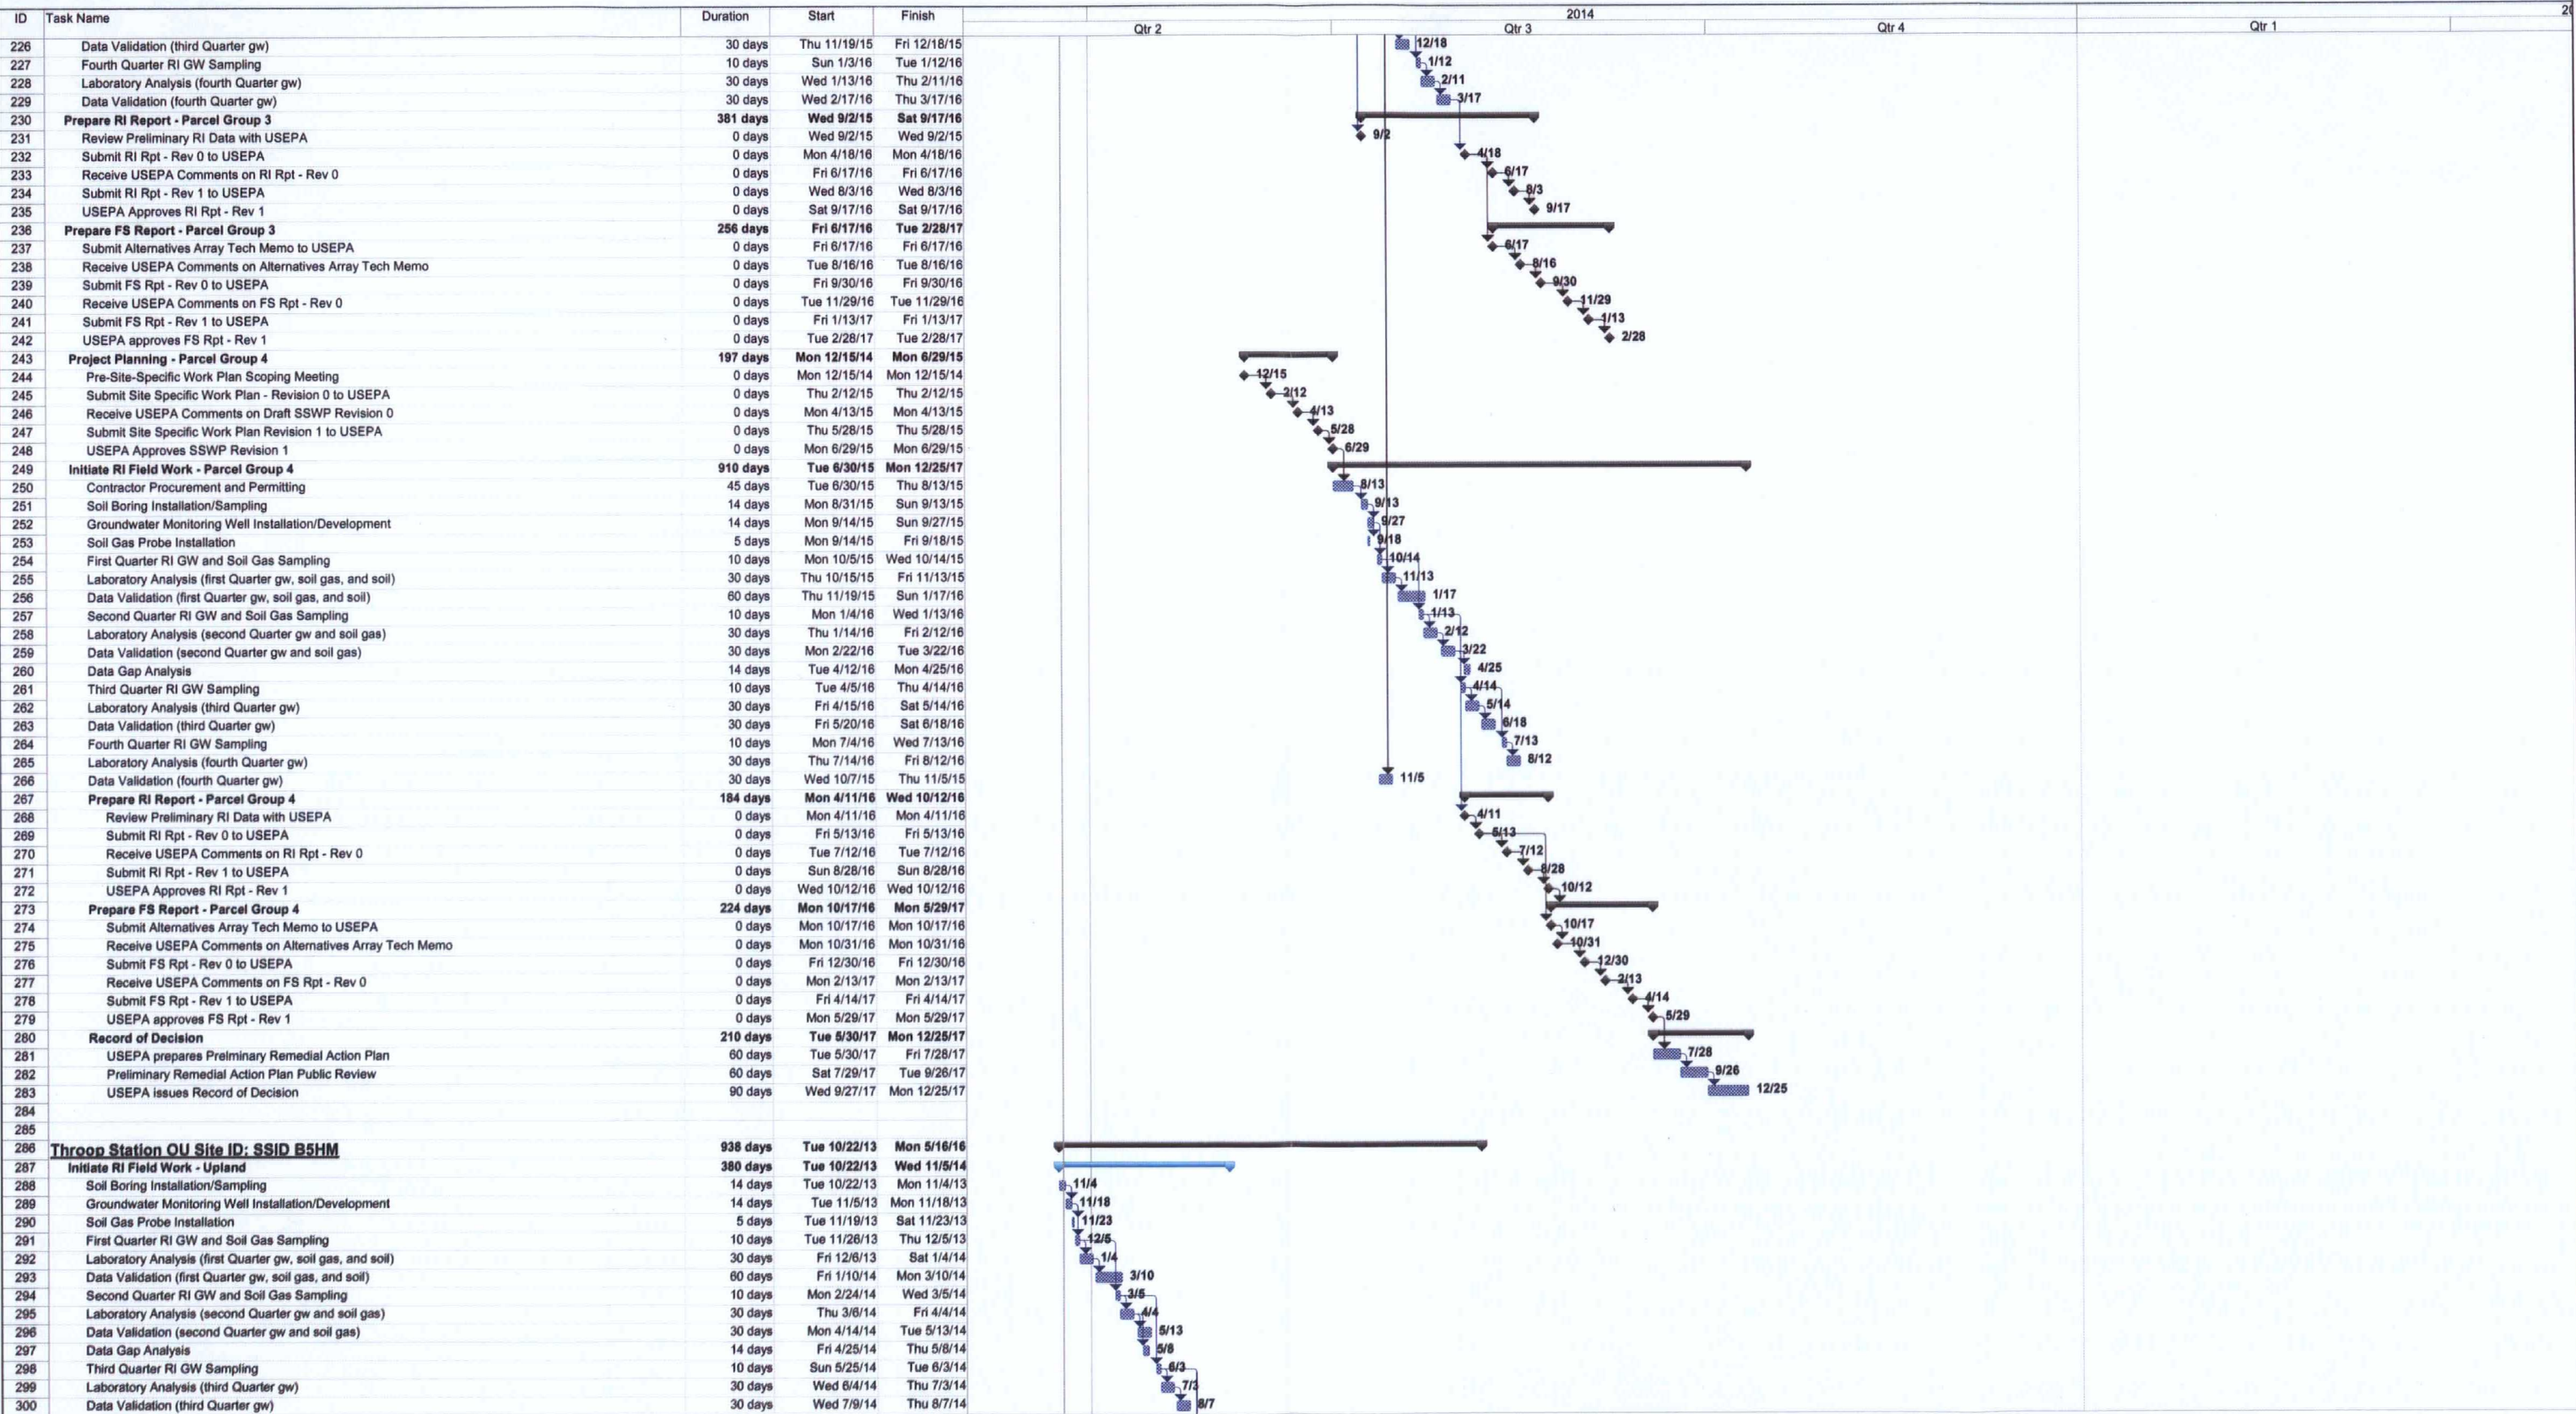 ID Task Name Duration Start Finish 2014
Qtr 2 Qtr 3 Qtr 4 Qtr 1
226 Data Validation (third Quarter gw) 30 days Thu 11/19/15 Fri 12/18/15 12/18
227 Fourth Quarter RI GW Sampling 10 days Sun 1/3/16 Tue 1/12/16 1/12
228 Laboratory Analysis (fourth Quarter gw) 30 days Wed 1/13/16 Thu 2/11/16 2/11
229 Data Validation (fourth Quarter gw) 30 days Wed 2/17/16 Thu 3/17/16 3/17
230 Prepare RI Report - Parcel Group 3 381 days Wed 9/2/15 Sat 9/17/16
231 Review Preliminary RI Data with USEPA 0 days Wed 9/2/15 Wed 9/2/15 9/2
232 Submit RI Rpt - Rev 0 to USEPA 0 days Mon 4/18/16 Mon 4/18/16 4/18
233 Receive USEPA Comments on RI Rpt - Rev 0 0 days Fri 6/17/16 Fri 6/17/16 6/17
234 Submit RI Rpt - Rev 1 to USEPA 0 days Wed 8/3/16 Wed 8/3/16 8/3
235 USEPA Approves RI Rpt - Rev 1 0 days Sat 9/17/16 Sat 9/17/16 9/17
236 Prepare FS Report - Parcel Group 3 256 days Fri 6/17/16 Tue 2/28/17
237 Submit Alternatives Array Tech Memo to USEPA 0 days Fri 6/17/16 Fri 6/17/16 6/17
238 Receive USEPA Comments on Alternatives Array Tech Memo 0 days Tue 8/16/16 Tue 8/16/16 8/16
239 Submit FS Rpt - Rev 0 to USEPA 0 days Fri 9/30/16 Fri 9/30/16 9/30
240 Receive USEPA Comments on FS Rpt - Rev 0 0 days Tue 11/29/16 Tue 11/29/16 11/29
241 Submit FS Rpt - Rev 1 to USEPA 0 days Fri 1/13/17 Fri 1/13/17 1/13
242 USEPA approves FS Rpt - Rev 1 0 days Tue 2/28/17 Tue 2/28/17 2/28
243 Project Planning - Parcel Group 4 197 days Mon 12/15/14 Mon 6/29/15
244 Pre-Site-Specific Work Plan Scoping Meeting 0 days Mon 12/15/14 Mon 12/15/14 12/15
245 Submit Site Specific Work Plan - Revision 0 to USEPA 0 days Thu 2/12/15 Thu 2/12/15 2/12
246 Receive USEPA Comments on Draft SSWP Revision 0 0 days Mon 4/13/15 Mon 4/13/15 4/13
247 Submit Site Specific Work Plan Revision 1 to USEPA 0 days Thu 5/28/15 Thu 5/28/15 5/28
248 USEPA Approves SSWP Revision 1 0 days Mon 6/29/15 Mon 6/29/15 6/29
249 Initiate RI Field Work - Parcel Group 4 910 days Tue 6/30/15 Mon 12/25/17
250 Contractor Procurement and Permitting 45 days Tue 6/30/15 Thu 8/13/15 8/13
251 Soil Boring Installation/Sampling 14 days Mon 8/31/15 Sun 9/13/15 9/13
252 Groundwater Monitoring Well Installation/Development 14 days Mon 9/14/15 Sun 9/27/15 9/27
253 Soil Gas Probe Installation 5 days Mon 9/14/15 Fri 9/18/15 9/18
254 First Quarter RI GW and Soil Gas Sampling 10 days Mon 10/5/15 Wed 10/14/15 10/14
255 Laboratory Analysis (first Quarter gw, soil gas, and soil) 30 days Thu 10/15/15 Fri 11/13/15 11/13
256 Data Validation (first Quarter gw, soil gas, and soil) 60 days Thu 11/19/15 Sun 1/17/16 1/17
257 Second Quarter RI GW and Soil Gas Sampling 10 days Mon 1/4/16 Wed 1/13/16 1/13
258 Laboratory Analysis (second Quarter gw and soil gas) 30 days Thu 1/14/16 Fri 2/12/16 2/12
259 Data Validation (second Quarter gw and soil gas) 30 days Mon 2/22/16 Tue 3/22/16 3/22
260 Data Gap Analysis 14 days Tue 4/12/16 Mon 4/25/16 4/25
261 Third Quarter RI GW Sampling 10 days Tue 4/5/16 Thu 4/14/16 4/14
262 Laboratory Analysis (third Quarter gw) 30 days Fri 4/15/16 Sat 5/14/16 5/14
263 Data Validation (third Quarter gw) 30 days Fri 5/20/16 Sat 6/18/16 6/18
264 Fourth Quarter RI GW Sampling 10 days Mon 7/4/16 Wed 7/13/16 7/13
265 Laboratory Analysis (fourth Quarter gw) 30 days Thu 7/14/16 Fri 8/12/16 8/12
266 Data Validation (fourth Quarter gw) 30 days Wed 10/7/15 Thu 11/5/15 11/5
267 Prepare RI Report - Parcel Group 4 184 days Mon 4/11/16 Wed 10/12/16
268 Review Preliminary RI Data with USEPA 0 days Mon 4/11/16 Mon 4/11/16 4/11
269 Submit RI Rpt - Rev 0 to USEPA 0 days Fri 5/13/16 Fri 5/13/16 5/13
270 Receive USEPA Comments on RI Rpt - Rev 0 0 days Tue 7/12/16 Tue 7/12/16 7/12
271 Submit RI Rpt - Rev 1 to USEPA 0 days Sun 8/28/16 Sun 8/28/16 8/28
272 USEPA Approves RI Rpt - Rev 1 0 days Wed 10/12/16 Wed 10/12/16 10/12
273 Prepare FS Report - Parcel Group 4 224 days Mon 10/17/16 Mon 5/29/17
274 Submit Alternatives Array Tech Memo to USEPA 0 days Mon 10/17/16 Mon 10/17/16 10/17
275 Receive USEPA Comments on Alternatives Array Tech Memo 0 days Mon 10/31/16 Mon 10/31/16 10/31
276 Submit FS Rpt - Rev 0 to USEPA 0 days Fri 12/30/16 Fri 12/30/16 12/30
277 Receive USEPA Comments on FS Rpt - Rev 0 0 days Mon 2/13/17 Mon 2/13/17 2/13
278 Submit FS Rpt - Rev 1 to USEPA 0 days Fri 4/14/17 Fri 4/14/17 4/14
279 USEPA approves FS Rpt - Rev 1 0 days Mon 5/29/17 Mon 5/29/17 5/29
280 Record of Decision 210 days Tue 5/30/17 Mon 12/25/17
281 USEPA prepares Prelminary Remedial Action Plan 60 days Tue 5/30/17 Fri 7/28/17 7/28
282 Preliminary Remedial Action Plan Public Review 60 days Sat 7/29/17 Tue 9/26/17 9/26
283 USEPA issues Record of Decision 90 days Wed 9/27/17 Mon 12/25/17 12/25
284
285
286 Throop Station OU Site ID: SSID B5HM 938 days Tue 10/22/13 Mon 5/16/16
287 Initiate RI Field Work - Upland 380 days Tue 10/22/13 Wed 11/5/14
288 Soil Boring Installation/Sampling 14 days Tue 10/22/13 Mon 11/4/13 11/4
289 Groundwater Monitoring Well Installation/Development 14 days Tue 11/5/13 Mon 11/18/13 11/18
290 Soil Gas Probe Installation 5 days Tue 11/19/13 Sat 11/23/13 11/23
291 First Quarter RI GW and Soil Gas Sampling 10 days Tue 11/26/13 Thu 12/5/13 12/5
292 Laboratory Analysis (first Quarter gw, soil gas, and soil) 30 days Fri 12/6/13 Sat 1/4/14 1/4
293 Data Validation (first Quarter gw, soil gas, and soil) 60 days Fri 1/10/14 Mon 3/10/14 3/10
294 Second Quarter RI GW and Soil Gas Sampling 10 days Mon 2/24/14 Wed 3/5/14 3/5
295 Laboratory Analysis (second Quarter gw and soil gas) 30 days Thu 3/6/14 Fri 4/4/14 4/4
296 Data Validation (second Quarter gw and soil gas) 30 days Mon 4/14/14 Tue 5/13/14 5/13
297 Data Gap Analysis 14 days Fri 4/25/14 Thu 5/8/14 5/8
298 Third Quarter RI GW Sampling 10 days Sun 5/25/14 Tue 6/3/14 6/3
299 Laboratory Analysis (third Quarter gw) 30 days Wed 6/4/14 Thu 7/3/14 7/3
300 Data Validation (third Quarter gw) 30 days Wed 7/9/14 Thu 8/7/14 8/7